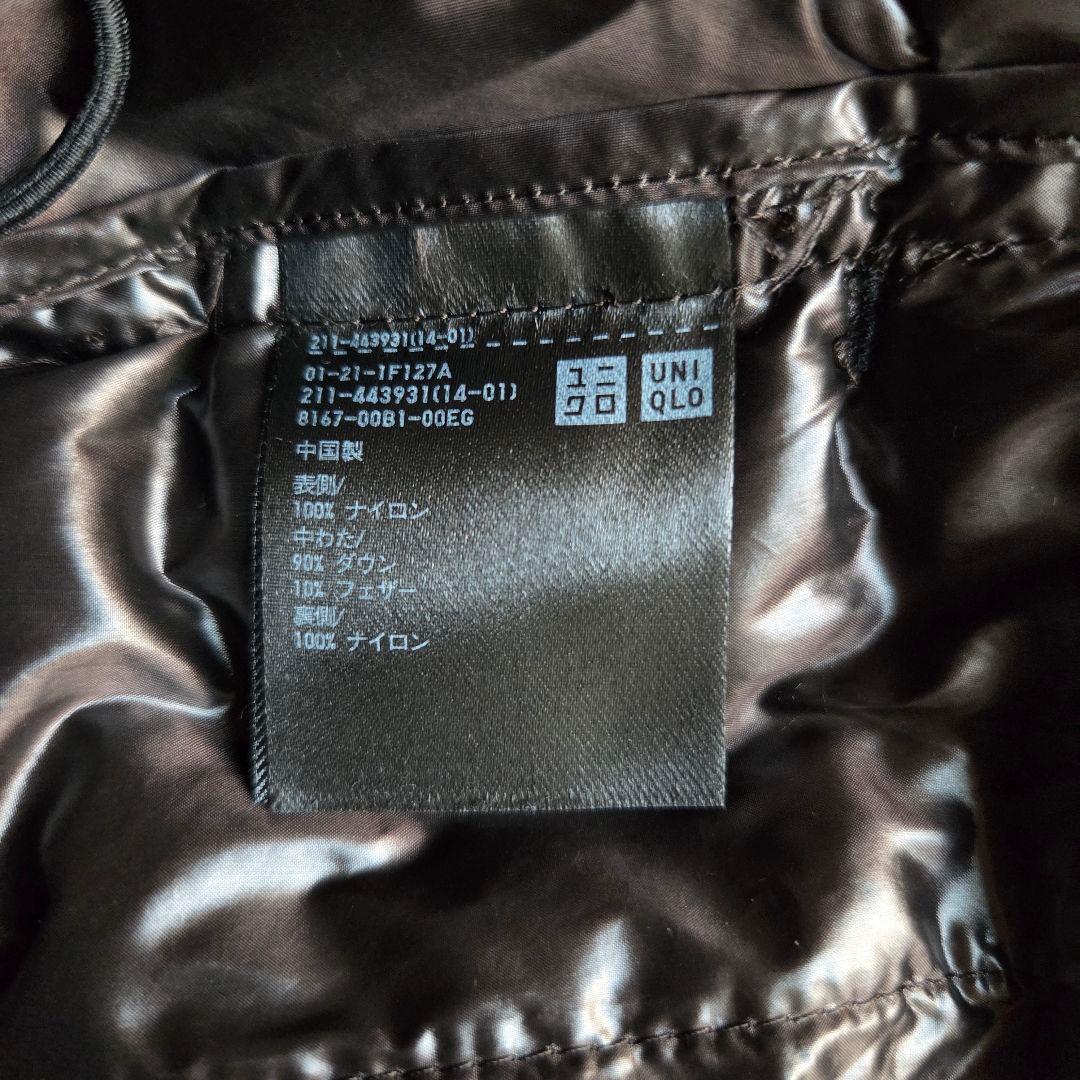 211-443931(14-01)
01-21-1F127A
211-443931(14-01)
8167-00B1-00EG
ユニ
クロ
UNI
QLO
中国製
表側/
100% ナイロン
中わた/
90% ダウン
10% フェザー
裏側/
100% ナイロン